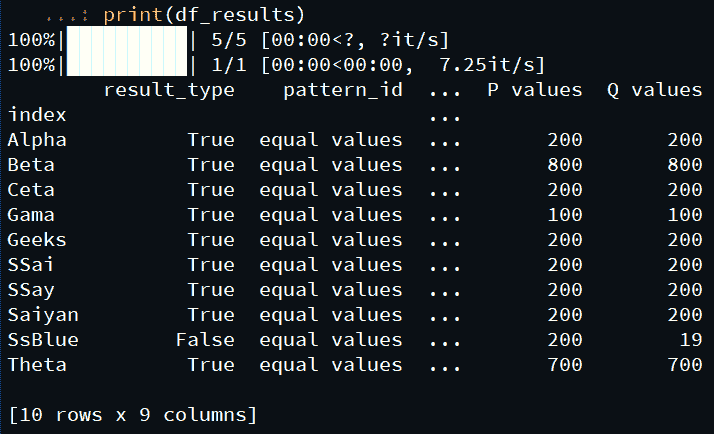 ...: print(df_results)
100%|██████████| 5/5 [00:00<?, ?it/s]
100%|██████████| 1/1 [00:00<00:00,  7.25it/s]
        result_type    pattern_id  ...  P values  Q values
index                              ...
Alpha          True  equal values  ...       200       200
Beta           True  equal values  ...       800       800
Ceta           True  equal values  ...       200       200
Gama           True  equal values  ...       100       100
Geeks          True  equal values  ...       200       200
SSai           True  equal values  ...       200       200
SSay           True  equal values  ...       200       200
Saiyan         True  equal values  ...       200       200
SsBlue        False  equal values  ...       200        19
Theta          True  equal values  ...       700       700
[10 rows x 9 columns]